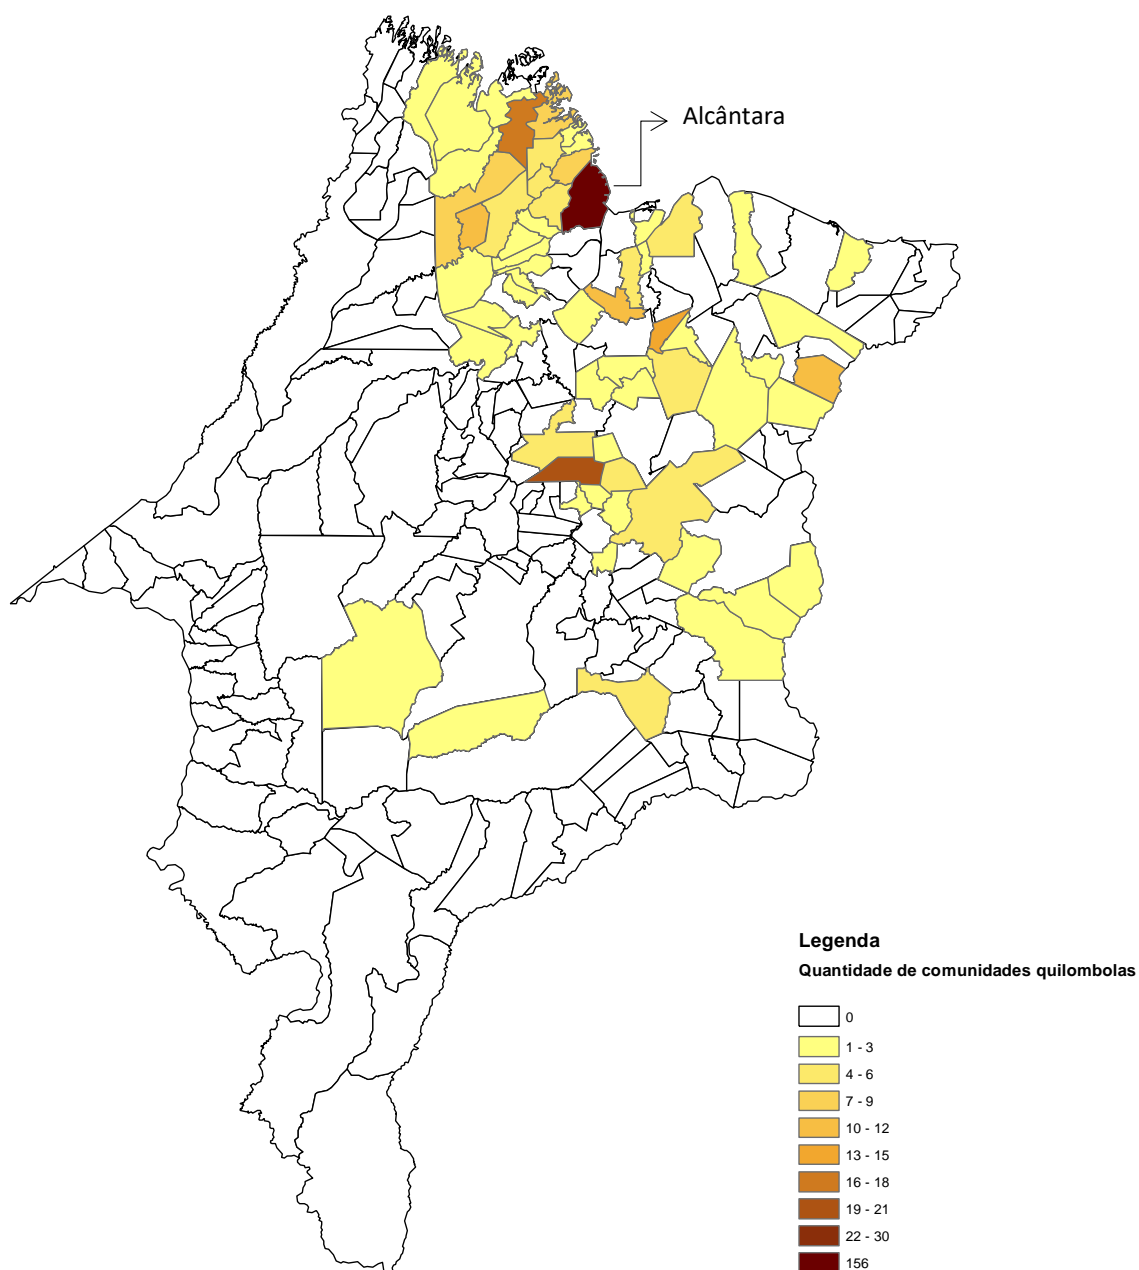 Alcântara
Legenda
Quantidade de comunidades quilombolas
0
1 - 3
4 - 6
7 - 9
10 - 12
13 - 15
16 - 18
19 - 21
22 - 30
156